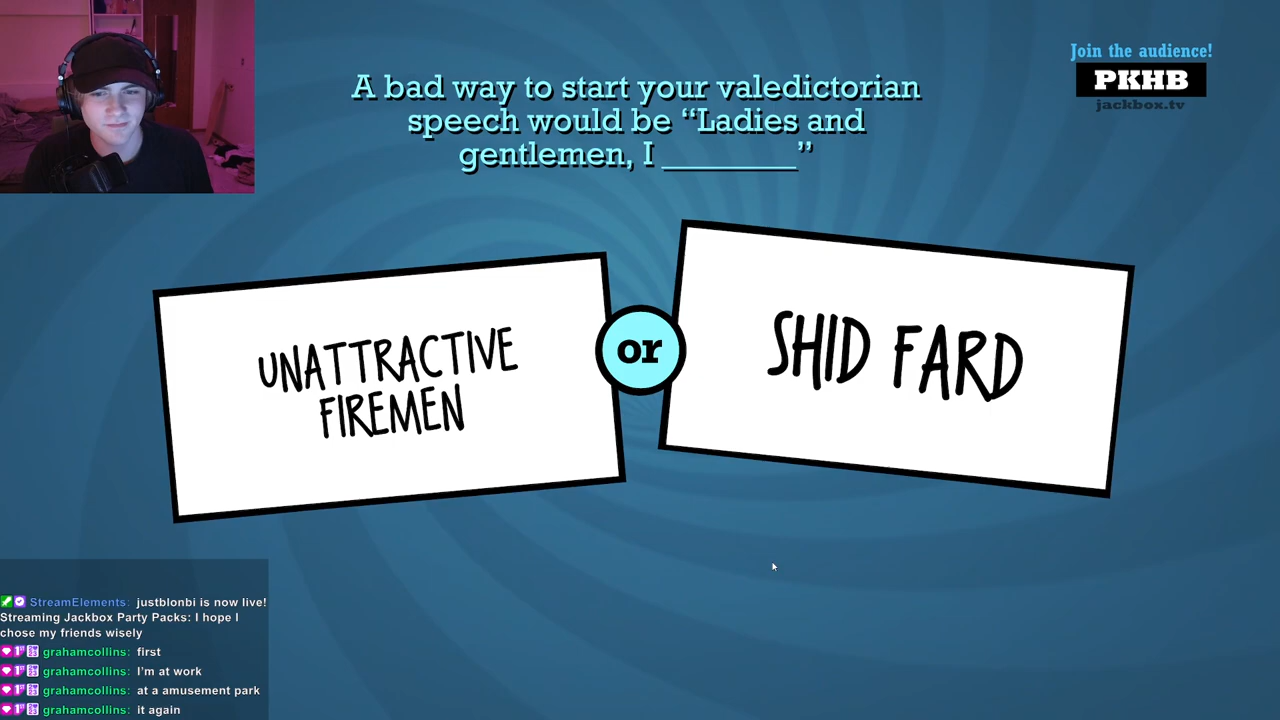 Join the audience!
PKHB
jackbox.tv
A bad way to start your valedictorian
speech would be “Ladies and
gentlemen, I ________”
UNATTRACTIVE
FIREMEN
or
SHID FARD
StreamElements: justblonbi is now live!
Streaming Jackbox Party Packs: I hope I
chose my friends wisely
grahamcollins: first
grahamcollins: I'm at work
grahamcollins: at a amusement park
grahamcollins: it again